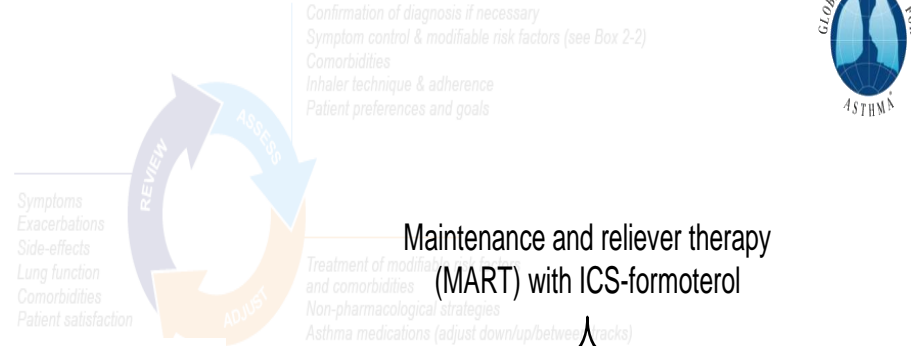 Confirmation of diagnosis if necessary
Symptom control & modifiable risk factors (see Box 2-2)
Comorbidities
Inhaler technique & adherence
Patient preferences and goals
GLOB
ASTHMA
REVIEW
ASSESS
ADJUST
Symptoms
Exacerbations
Side-effects
Lung function
Comorbidities
Patient satisfaction
Maintenance and reliever therapy
(MART) with ICS-formoterol
Treatment of modifiable risk factors
and comorbidities
Non-pharmacological strategies
Asthma medications (adjust down/up/between tracks)